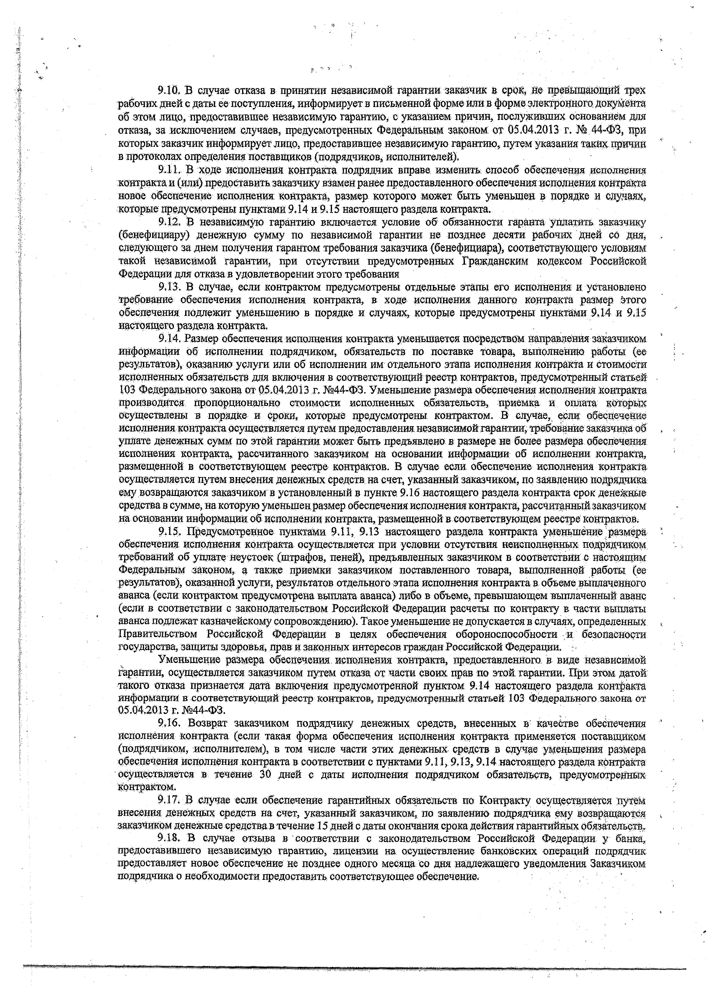 9.10. В случае отказа в принятии независимой гарантии заказчик в срок, не превышающий трех
рабочих дней с даты ее поступления, информирует в письменной форме или в форме электронного документа
об этом лицо, предоставившее независимую гарантию, с указанием причин, послуживших основанием для
отказа, за исключением случаев, предусмотренных Федеральным законом от 05.04.2013 г. № 44-ФЗ, при
которых заказчик информирует лицо, предоставившее независимую гарантию, путем указания таких причин
в протоколах определения поставщиков (подрядчиков, исполнителей).
9.11. В ходе исполнения контракта подрядчик вправе изменить способ обеспечения исполнения
контракта и (или) предоставить заказчику взамен ранее предоставленного обеспечения исполнения контракта
новое обеспечение исполнения контракта, размер которого может быть уменьшен в порядке и случаях,
которые предусмотрены пунктами 9.14 и 9.15 настоящего раздела контракта.
9.12. В независимую гарантию включается условие об обязанности гаранта уплатить заказчику
(бенефициару) денежную сумму по независимой гарантии не позднее десяти рабочих дней со дня,
следующего за днем получения гарантом требования заказчика (бенефициара), соответствующего условиям
такой независимой гарантии, при отсутствии предусмотренных Гражданским кодексом Российской
Федерации для отказа в удовлетворении этого требования
9.13. В случае, если контрактом предусмотрены отдельные этапы его исполнения и установлено
требование обеспечения исполнения контракта, в ходе исполнения данного контракта размер этого
обеспечения подлежит уменьшению в порядке и случаях, которые предусмотрены пунктами 9.14 и 9.15
настоящего раздела контракта.
9.14. Размер обеспечения исполнения контракта уменьшается посредством направления заказчиком
информации об исполнении подрядчиком, обязательств по поставке товара, выполнению работы (ее
результатов), оказанию услуги или об исполнении им отдельного этапа исполнения контракта и стоимости
исполненных обязательств для включения в соответствующий реестр контрактов, предусмотренный статьей
103 Федерального закона от 05.04.2013 г. №44-ФЗ. Уменьшение размера обеспечения исполнения контракта
производится пропорционально стоимости исполненных обязательств, приемка и оплата которых
осуществлены в порядке и сроки, которые предусмотрены контрактом. В случае, если обеспечение
исполнения контракта осуществляется путем предоставления независимой гарантии, требование заказчика об
уплате денежных сумм по этой гарантии может быть предъявлено в размере не более размера обеспечения
исполнения контракта, рассчитанного заказчиком на основании информации об исполнении контракта,
размещенной в соответствующем реестре контрактов. В случае если обеспечение исполнения контракта
осуществляется путем внесения денежных средств на счет, указанный заказчиком, по заявлению подрядчика
ему возвращаются заказчиком в установленный в пункте 9.16 настоящего раздела контракта срок денежные
средства в сумме, на которую уменьшен размер обеспечения исполнения контракта, рассчитанный заказчиком
на основании информации об исполнении контракта, размещенной в соответствующем реестре контрактов.
9.15. Предусмотренное пунктами 9.11, 9.13 настоящего раздела контракта уменьшение размера
обеспечения исполнения контракта осуществляется при условии отсутствия неисполненных подрядчиком
требований об уплате неустоек (штрафов, пеней), предъявленных заказчиком в соответствии с настоящим
Федеральным законом, а также приемки заказчиком поставленного товара, выполненной работы (ее
результатов), оказанной услуги, результатов отдельного этапа исполнения контракта в объеме выплаченного
аванса (если контрактом предусмотрена выплата аванса) либо в объеме, превышающем выплаченный аванс
(если в соответствии с законодательством Российской Федерации расчеты по контракту в части выплаты
аванса подлежат казначейскому сопровождению). Такое уменьшение не допускается в случаях, определенных
Правительством Российской Федерации в целях обеспечения обороноспособности и безопасности
государства, защиты здоровья, прав и законных интересов граждан Российской Федерации.
Уменьшение размера обеспечения исполнения контракта, предоставленного в виде независимой
гарантии, осуществляется заказчиком путем отказа от части своих прав по этой гарантии. При этом датой
такого отказа признается дата включения предусмотренной пунктом 9.14 настоящего раздела контракта
информации в соответствующий реестр контрактов, предусмотренный статьей 103 Федерального закона от
05.04.2013 г. №44-ФЗ.
9.16. Возврат заказчиком подрядчику денежных средств, внесенных в качестве обеспечения
исполнения контракта (если такая форма обеспечения исполнения контракта применяется поставщиком
(подрядчиком, исполнителем), в том числе части этих денежных средств в случае уменьшения размера
обеспечения исполнения контракта в соответствии с пунктами 9.11, 9.13, 9.14 настоящего раздела контракта
осуществляется в течение 30 дней с даты исполнения подрядчиком обязательств, предусмотренных
контрактом.
9.17. В случае если обеспечение гарантийных обязательств по Контракту осуществляется путем
внесения денежных средств на счет, указанный заказчиком, по заявлению подрядчика ему возвращаются
заказчиком денежные средства в течение 15 дней с даты окончания срока действия гарантийных обязательств.
9.18. В случае отзыва в соответствии с законодательством Российской Федерации у банка,
предоставившего независимую гарантию, лицензии на осуществление банковских операций подрядчик
предоставляет новое обеспечение не позднее одного месяца со дня надлежащего уведомления Заказчиком
подрядчика о необходимости предоставить соответствующее обеспечение.